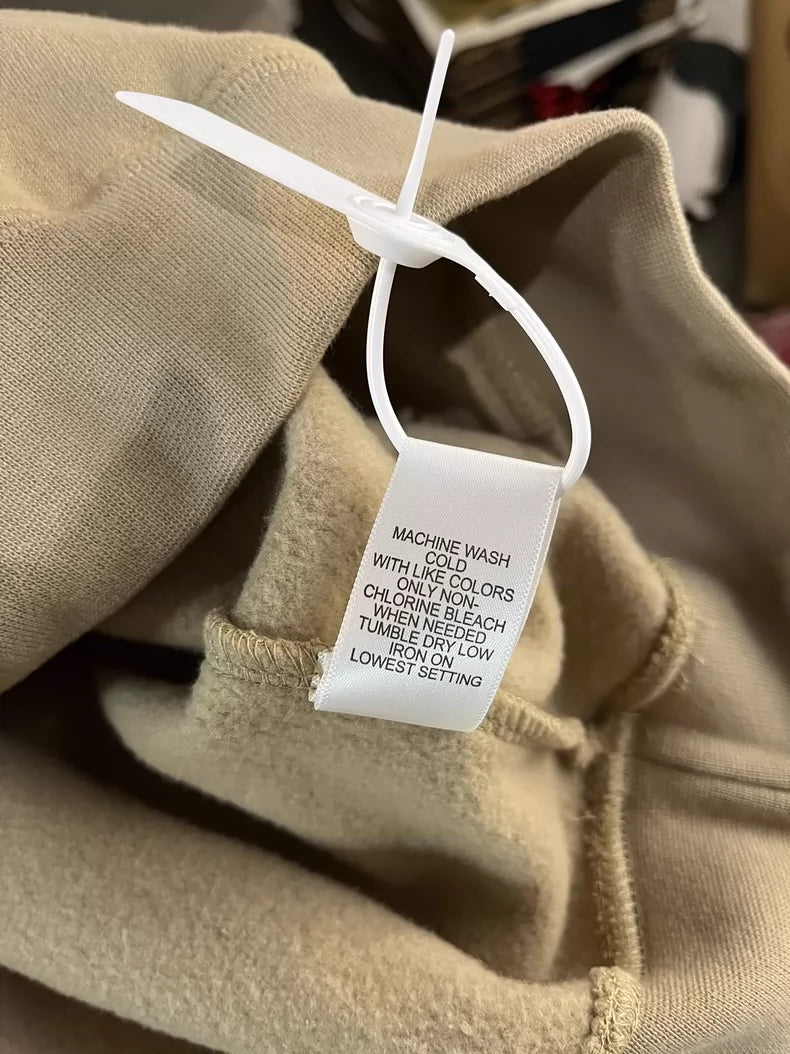 MACHINE WASH
COLD
WITH LIKE COLORS
ONLY NON-
CHLORINE BLEACH
WHEN NEEDED
TUMBLE DRY LOW
IRON ON
LOWEST SETTING